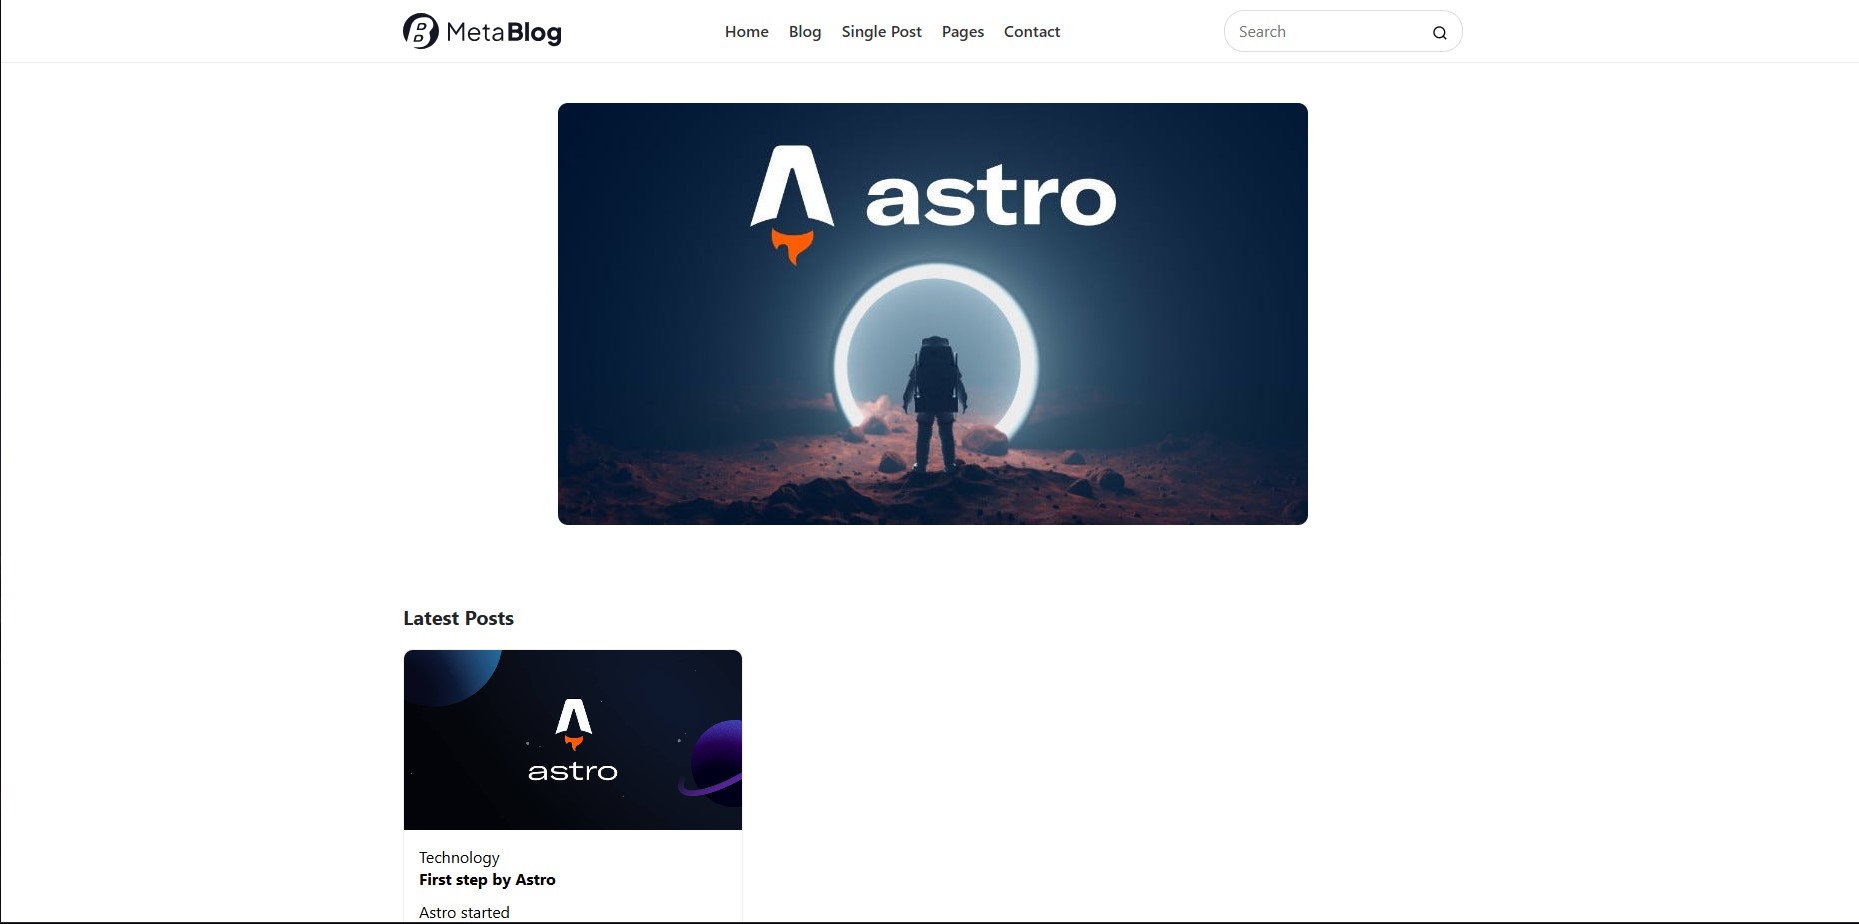 MetaBlog
Home Blog Single Post Pages Contact
Search
astro
Latest Posts
astro
Technology
First step by Astro
Astro started